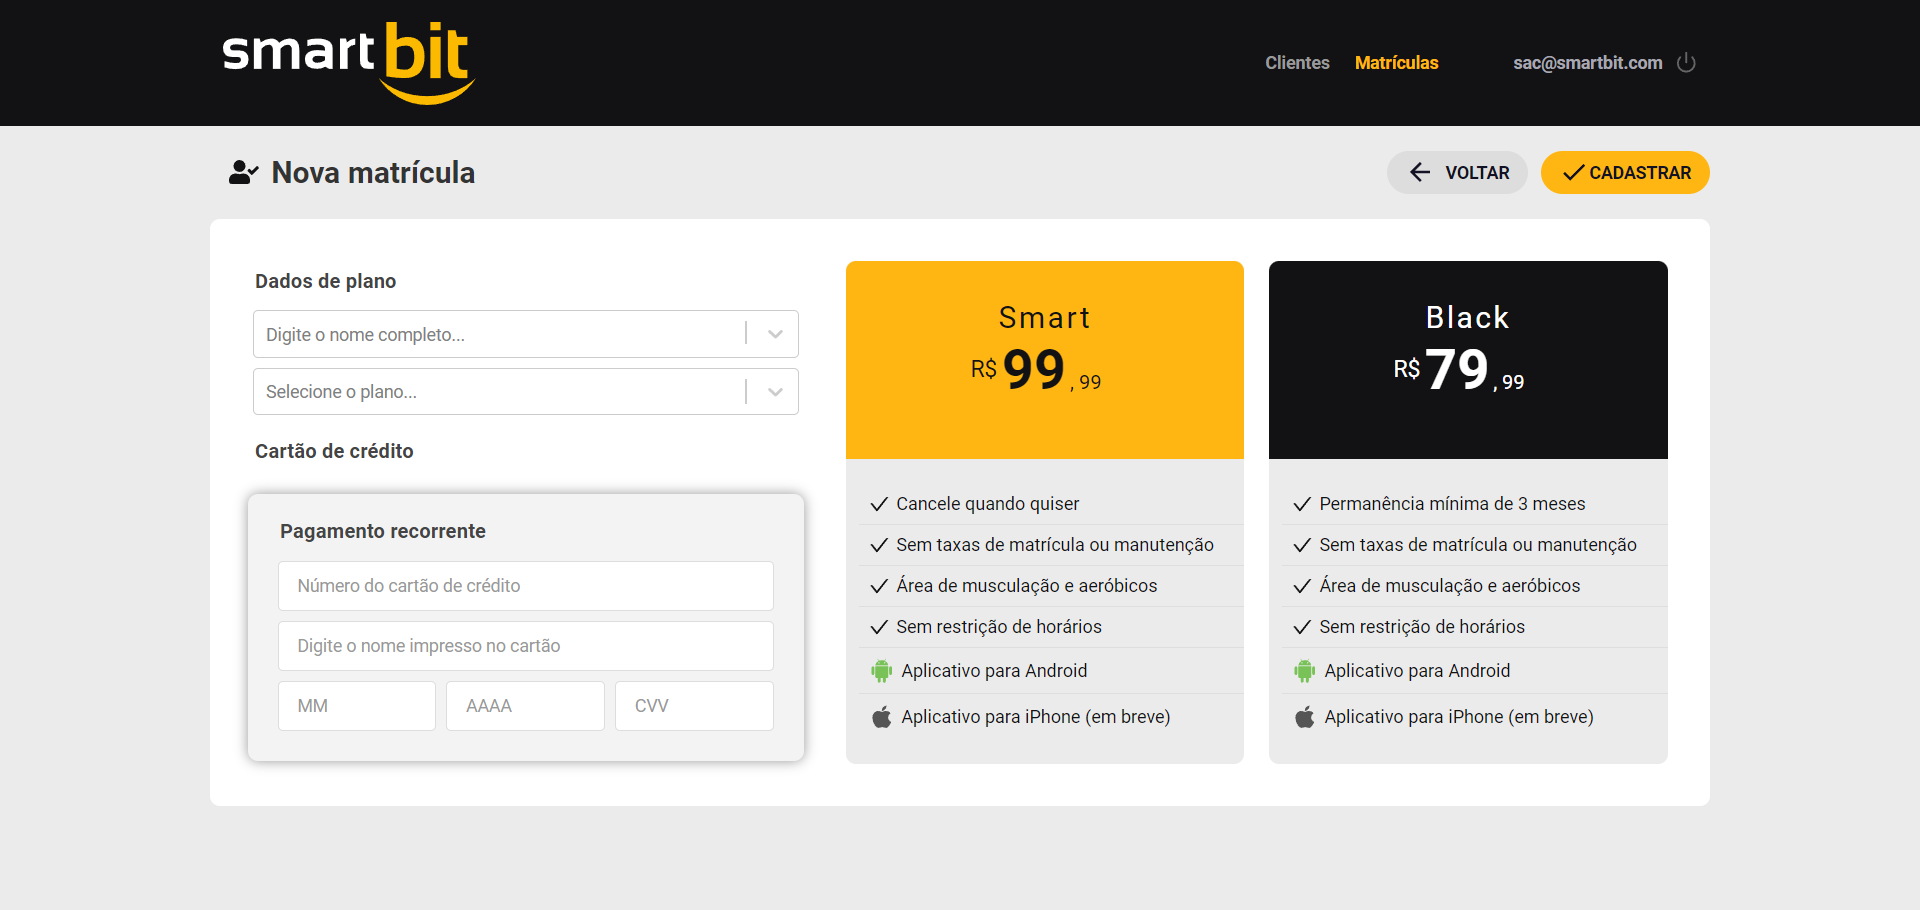 smartbit
Clientes Matrículas sac@smartbit.com
Nova matrícula
VOLTAR CADASTRAR
Dados de plano
Digite o nome completo...
Selecione o plano...
Cartão de crédito
Pagamento recorrente
Número do cartão de crédito
Digite o nome impresso no cartão
MM AAAA CVV
Smart
R$ 99,99
Cancele quando quiser
Sem taxas de matrícula ou manutenção
Área de musculação e aeróbicos
Sem restrição de horários
Aplicativo para Android
Aplicativo para iPhone (em breve)
Black
R$ 79,99
Permanência mínima de 3 meses
Sem taxas de matrícula ou manutenção
Área de musculação e aeróbicos
Sem restrição de horários
Aplicativo para Android
Aplicativo para iPhone (em breve)